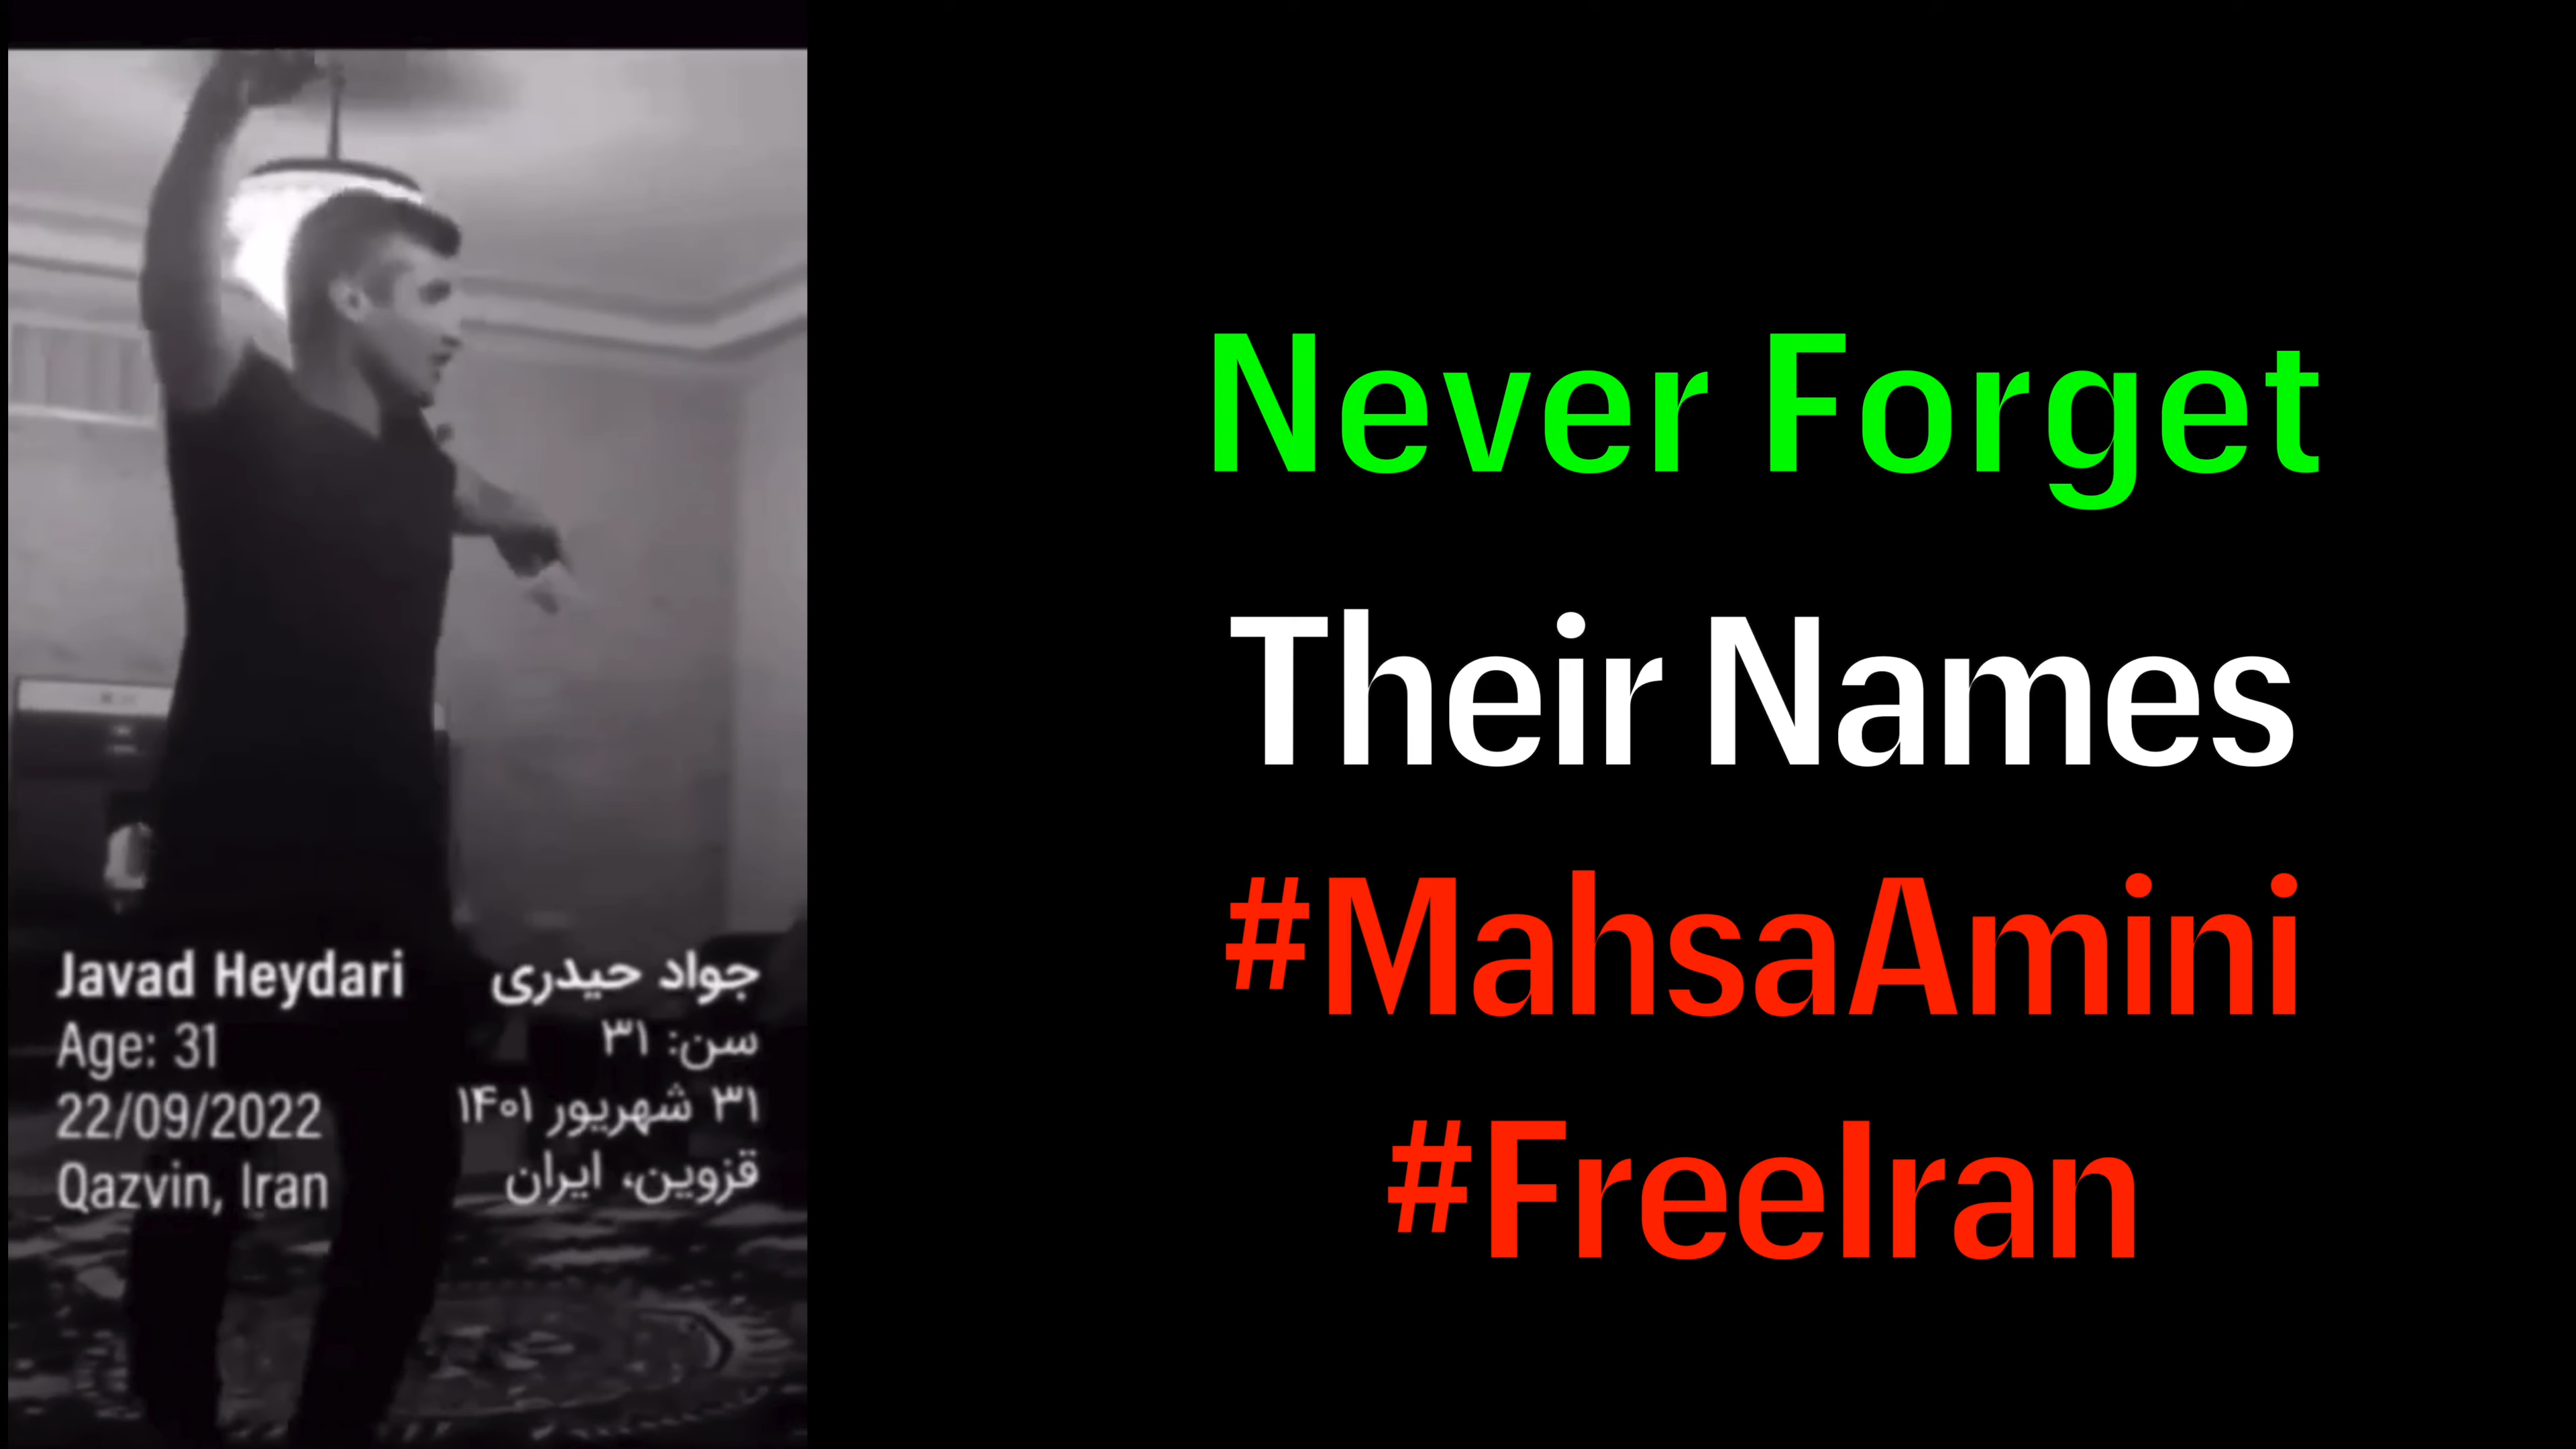 Javad Heydari
Age: 31
22/09/2022
Qazvin, Iran
جواد حیدری
سن: ۳۱
۳۱ شهریور ۱۴۰۱
قزوین، ایران
Never Forget
Their Names
#MahsaAmini
#FreeIran